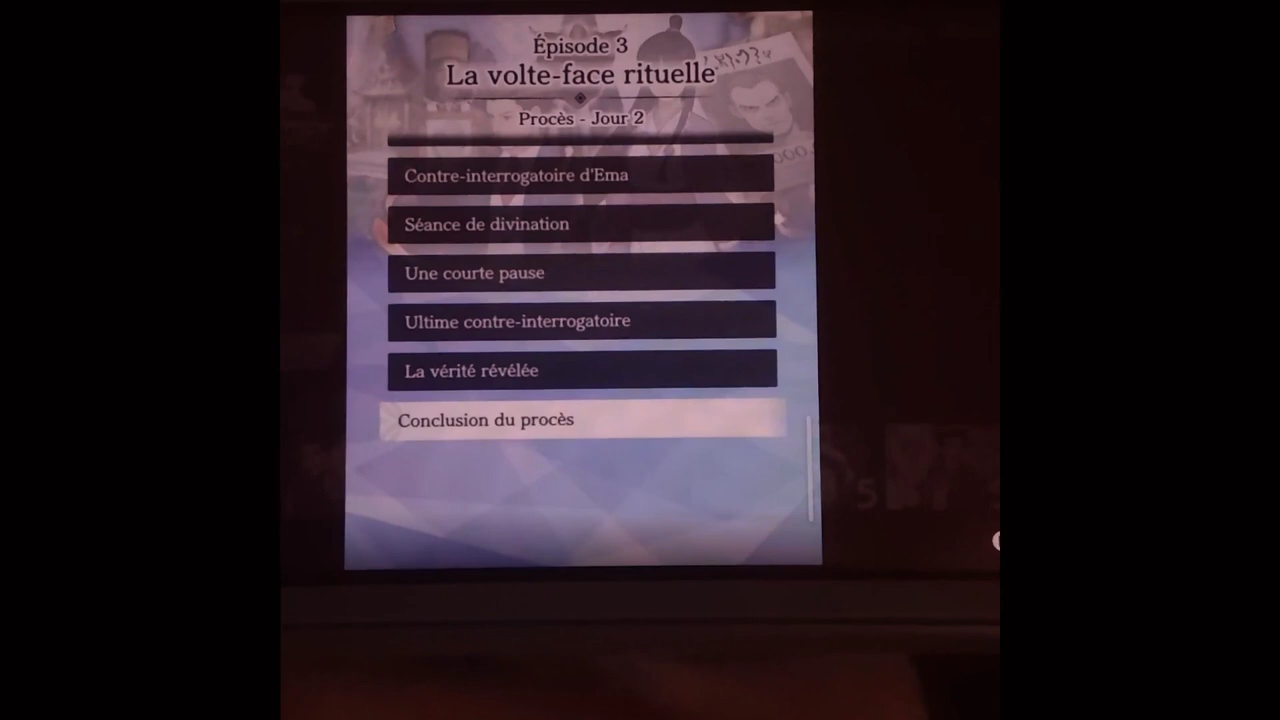 Épisode 3
La volte-face rituelle
Procès - Jour 2
Contre-interrogatoire d'Ema
Séance de divination
Une courte pause
Ultime contre-interrogatoire
La vérité révélée
Conclusion du procès